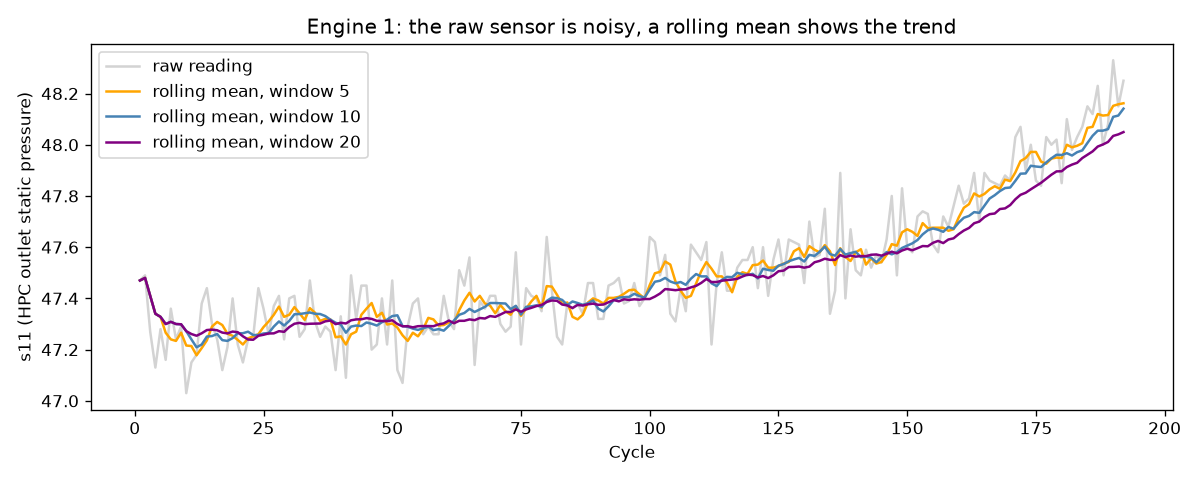 Engine 1: the raw sensor is noisy, a rolling mean shows the trend
raw reading
rolling mean, window 5
rolling mean, window 10
rolling mean, window 20
s11 (HPC outlet static pressure)
48.2
48.0
47.8
47.6
47.4
47.2
47.0
0 25 50 75 100 125 150 175 200
Cycle